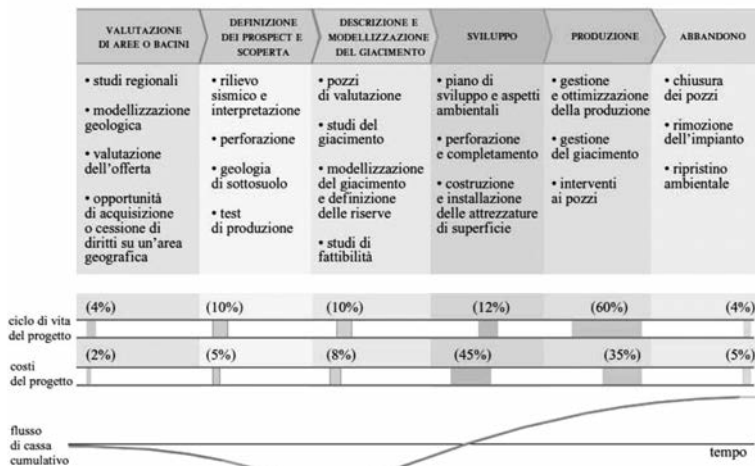 VALUTAZIONE
DI AREE O BACINI
DEFINIZIONE
DEI PROSPECT E
SCOPERTA
DESCRIZIONE E
MODELLIZZAZIONE
DEL GIACIMENTO
SVILUPPO
PRODUZIONE
ABBANDONO
• studi regionali
• modellizzazione
geologica
• valutazione
dell'offerta
• opportunità
di acquisizione
o cessione di
diritti su un'area
geografica
• rilievo
sismico e
interpretazione
• perforazione
• geologia
di sottosuolo
• test
di produzione
• pozzi
di valutazione
• studi del
giacimento
• modellizzazione
del giacimento
e definizione
delle riserve
• studi di
fattibilità
• piano di
sviluppo e aspetti
ambientali
• perforazione
e completamento
• costruzione
e installazione
delle attrezzature
di superficie
• gestione
e ottimizzazione
della produzione
• gestione
del giacimento
• interventi
ai pozzi
• chiusura
dei pozzi
• rimozione
dell'impianto
• ripristino
ambientale
ciclo di vita
del progetto
(4%) (10%) (10%) (12%) (60%) (4%)
costi
del progetto
(2%) (5%) (8%) (45%) (35%) (5%)
flusso
di cassa
cumulativo
tempo